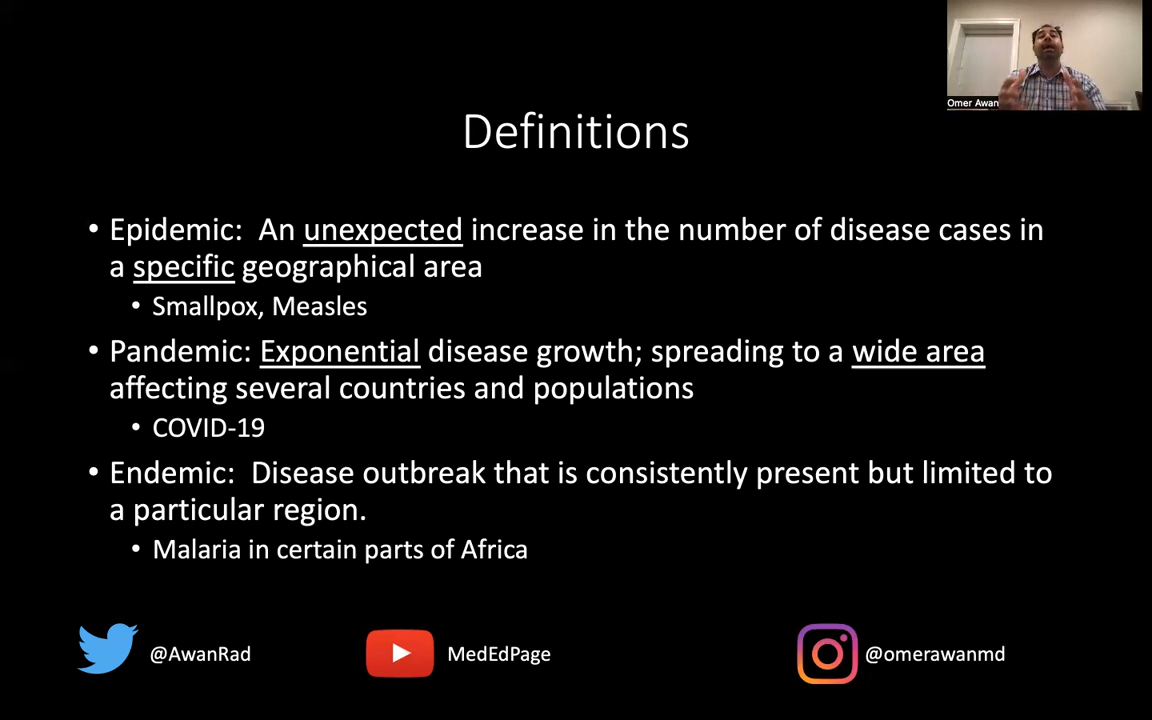 Omer Awan
Definitions
• Epidemic:  An unexpected increase in the number of disease cases in
a specific geographical area
• Smallpox, Measles
• Pandemic: Exponential disease growth; spreading to a wide area
affecting several countries and populations
• COVID-19
• Endemic:  Disease outbreak that is consistently present but limited to
a particular region.
• Malaria in certain parts of Africa
@AwanRad
MedEdPage
@omerawanmd